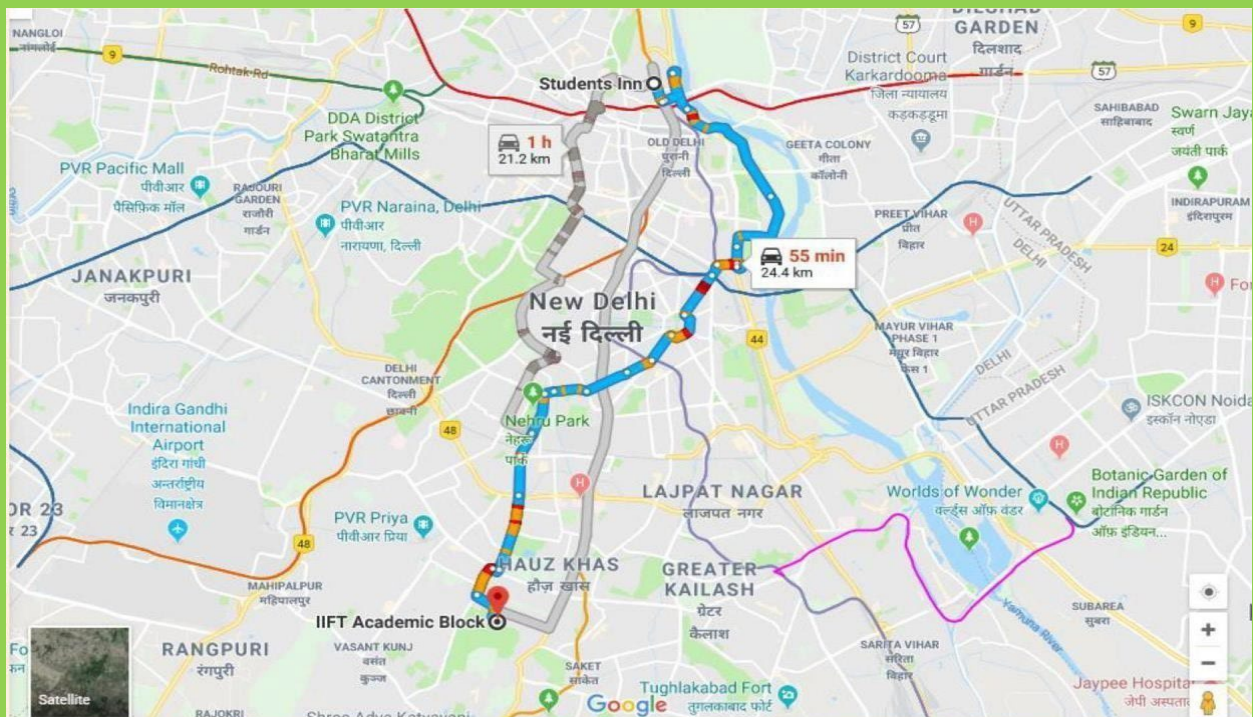 NANGLOI
नांगलोई
9
Rohtak Rd
DDA District
Park Swatantra
Bharat Mills
PVR Pacific Mall
पीवीआर
पैसिफ़िक मॉल
RAJOURI
GARDEN
राजौरी
गार्डन
PVR Naraina, Delhi
पीवीआर
नारायणा, दिल्ली
JANAKPURI
जनकपुरी
Students Inn
1 h
21.2 km
OLD DELHI
पुरानी
दिल्ली
57
GARDEN
दिलशाद
गार्डन
9
District Court
Karkardooma
जिला न्यायालय
कड़कड़डूमा
57
SAHIBABAD
साहिबाबाद
Swarn Jaya
स्वर्ण
जयंती पार्क
GEETA COLONY
गीता
कॉलोनी
INDIRAPURAM
इंदिरापुरम
PREET VIHAR
प्रीत
विहार
UTTAR PRADESH
DELHI
24
55 min
24.4 km
New Delhi
नई दिल्ली
44
MAYUR VIHAR
PHASE 1
मयूर विहार
फेस 1
DELHI
UTTAR PRADESH
ISKCON Noida
इस्कॉन नोएडा
DELHI
CANTONMENT
दिल्ली
छावनी
Indira Gandhi
International
Airport
इंदिरा गांधी
अन्तर्राष्ट्रीय
विमानक्षेत्र
48
Nehru Park
नेहरू
पार्क
H
LAJPAT NAGAR
लाजपत नगर
Worlds of Wonder
वर्ल्ड्स ऑफ़ वंडर
Botanic Garden of
Indian Republic
बोटानिक गार्डन
ऑफ़ इंडियन...
OR 23
र 23
PVR Priya
पीवीआर प्रिया
48
MAHIPALPUR
महिपालपुर
HAUZ KHAS
हौज़ खास
GREATER
KAILASH
ग्रेटर
कैलाश
IIFT Academic Block
Yamuna River
SUBAREA
सुबरा
RANGPURI
रंगपुरी
VASANT KUNJ
वसंत
कुञ्ज
SAKET
साकेत
SARITA VIHAR
सरिता
विहार
Satellite
RAJOKRI
Google
Tughlakabad Fort
तुगलकाबाद फोर्ट
Jaypee Hospital
जेपी अस्पताल